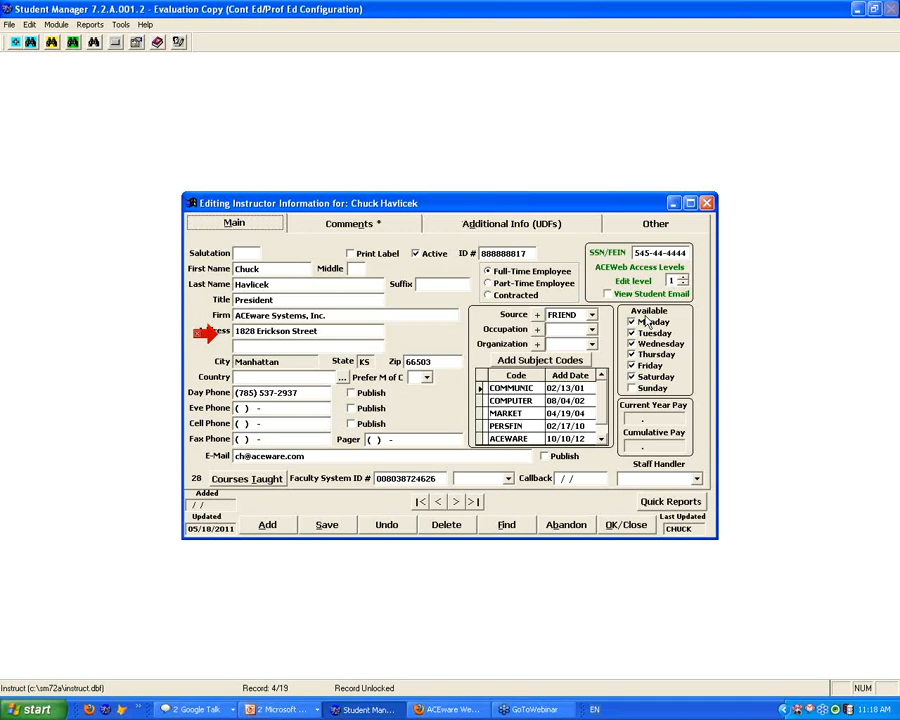 Student Manager 7.2.A.001.2 - Evaluation Copy (Cont Ed/Prof Ed Configuration)
File Edit Module Reports Tools Help
Editing Instructor Information for: Chuck Havlicek
Main Comments * Additional Info (UDFs) Other
Salutation Print Label Active ID # 888888817
First Name Chuck Middle
Last Name Havlicek Suffix
Title President
Firm ACEware Systems, Inc.
1828 Erickson Street
City Manhattan State KS Zip 66503
Country ... Prefer M of C
Day Phone (785) 537-2937 Publish
Eve Phone ( ) - Publish
Cell Phone ( ) - Publish
Fax Phone ( ) - Pager ( ) -
E-Mail ch@aceware.com Publish
28 Courses Taught Faculty System ID # 008038724626 Callback / /
Full-Time Employee
Part-Time Employee
Contracted
SSN/FEIN 545-44-4444
ACEWeb Access Levels
Edit level 1
View Student Email
Source + FRIEND
Occupation +
Organization +
Add Subject Codes
Code Add Date
COMMUNIC 02/13/01
COMPUTER 08/04/02
MARKET 04/19/04
PERSFIN 02/17/10
ACEWARE 10/10/12
Available
Monday
Tuesday
Wednesday
Thursday
Friday
Saturday
Sunday
Current Year Pay
.
Cumulative Pay
.
Staff Handler
Added
/ /
Updated
05/18/2011
|< < > >|
Quick Reports
Add Save Undo Delete Find Abandon OK/Close
Last Updated
CHUCK
Instruct (c:\sm72a\instruct.dbf) Record: 4/19 Record Unlocked NUM
start 2 Google Talk 2 Microsoft ... Student Man... ACEware We... GoToWebinar EN 11:18 AM